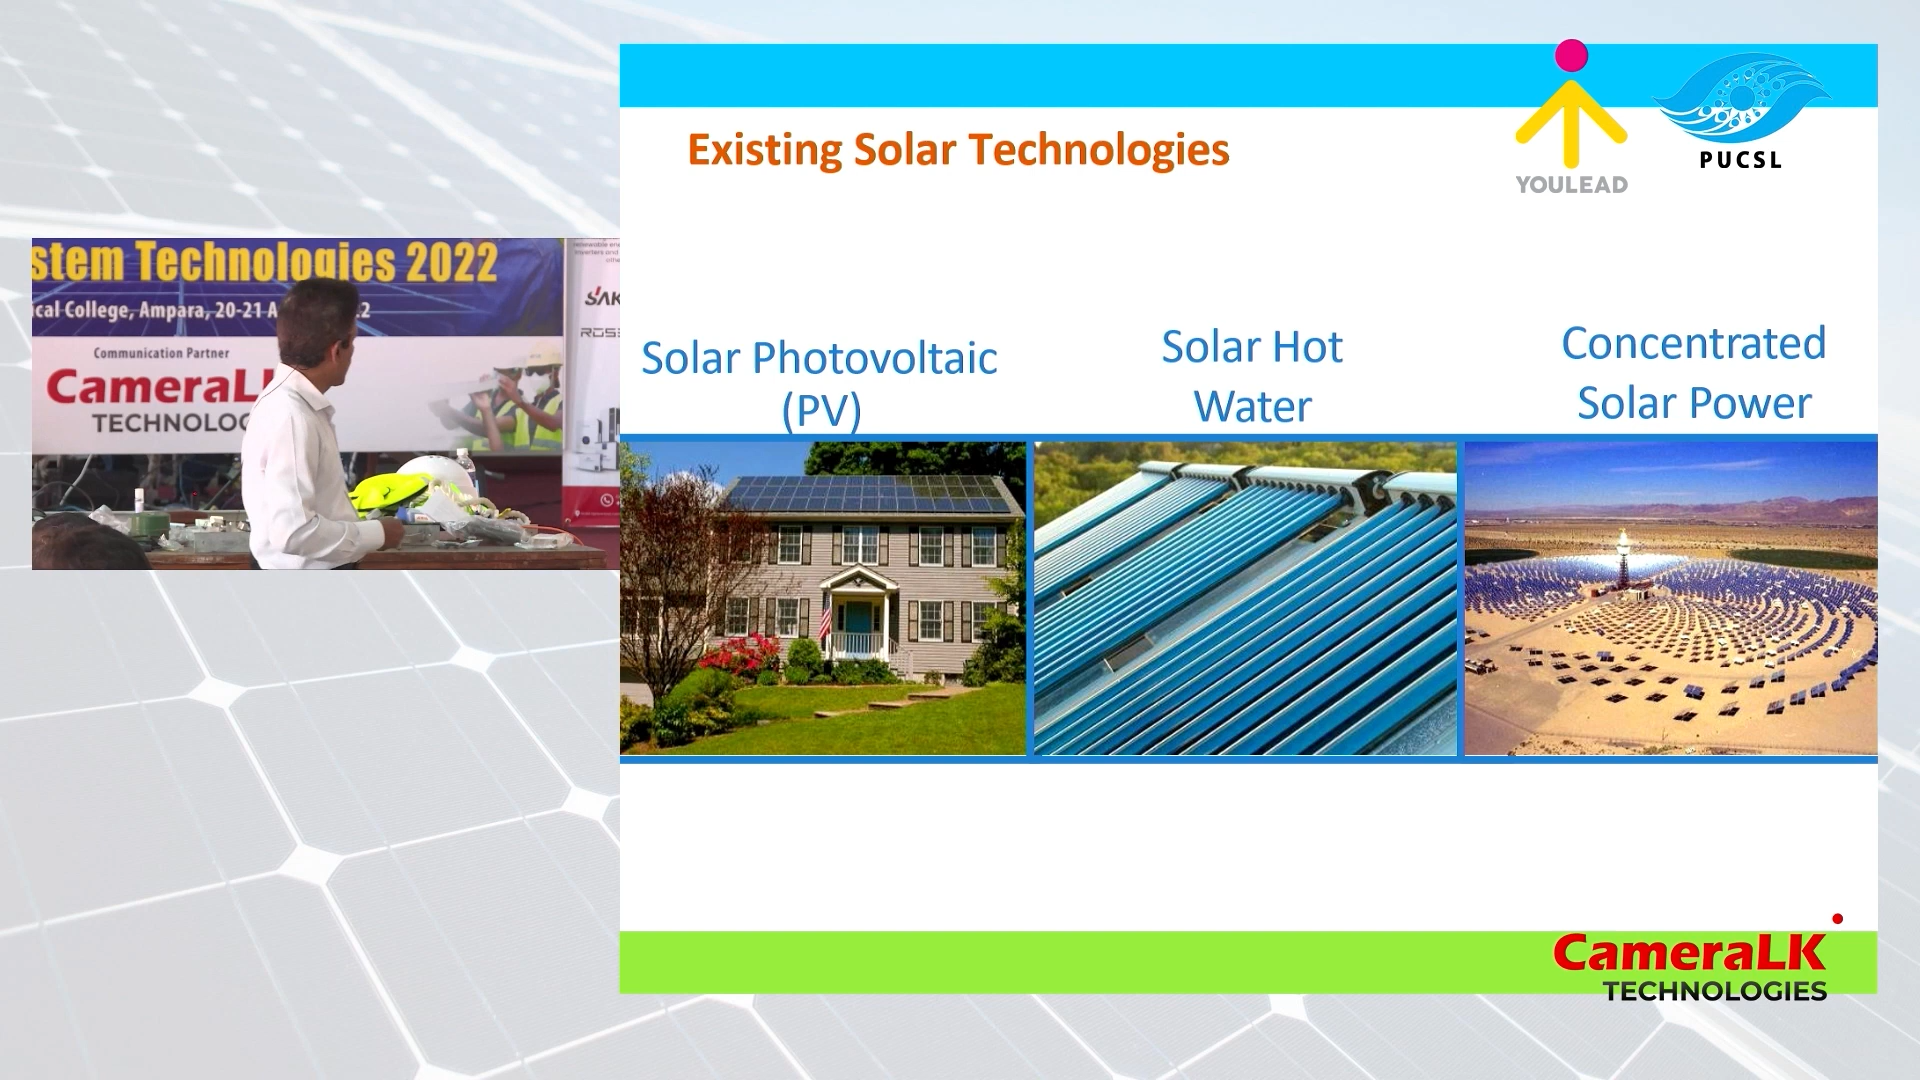 Existing Solar Technologies
YOULEAD
PUCSL
stem Technologies 2022
ical College, Ampara, 20-21 A
Communication Partner
CameraL
TECHNOLOG
Solar Photovoltaic
(PV)
Solar Hot
Water
Concentrated
Solar Power
CameraLK
TECHNOLOGIES